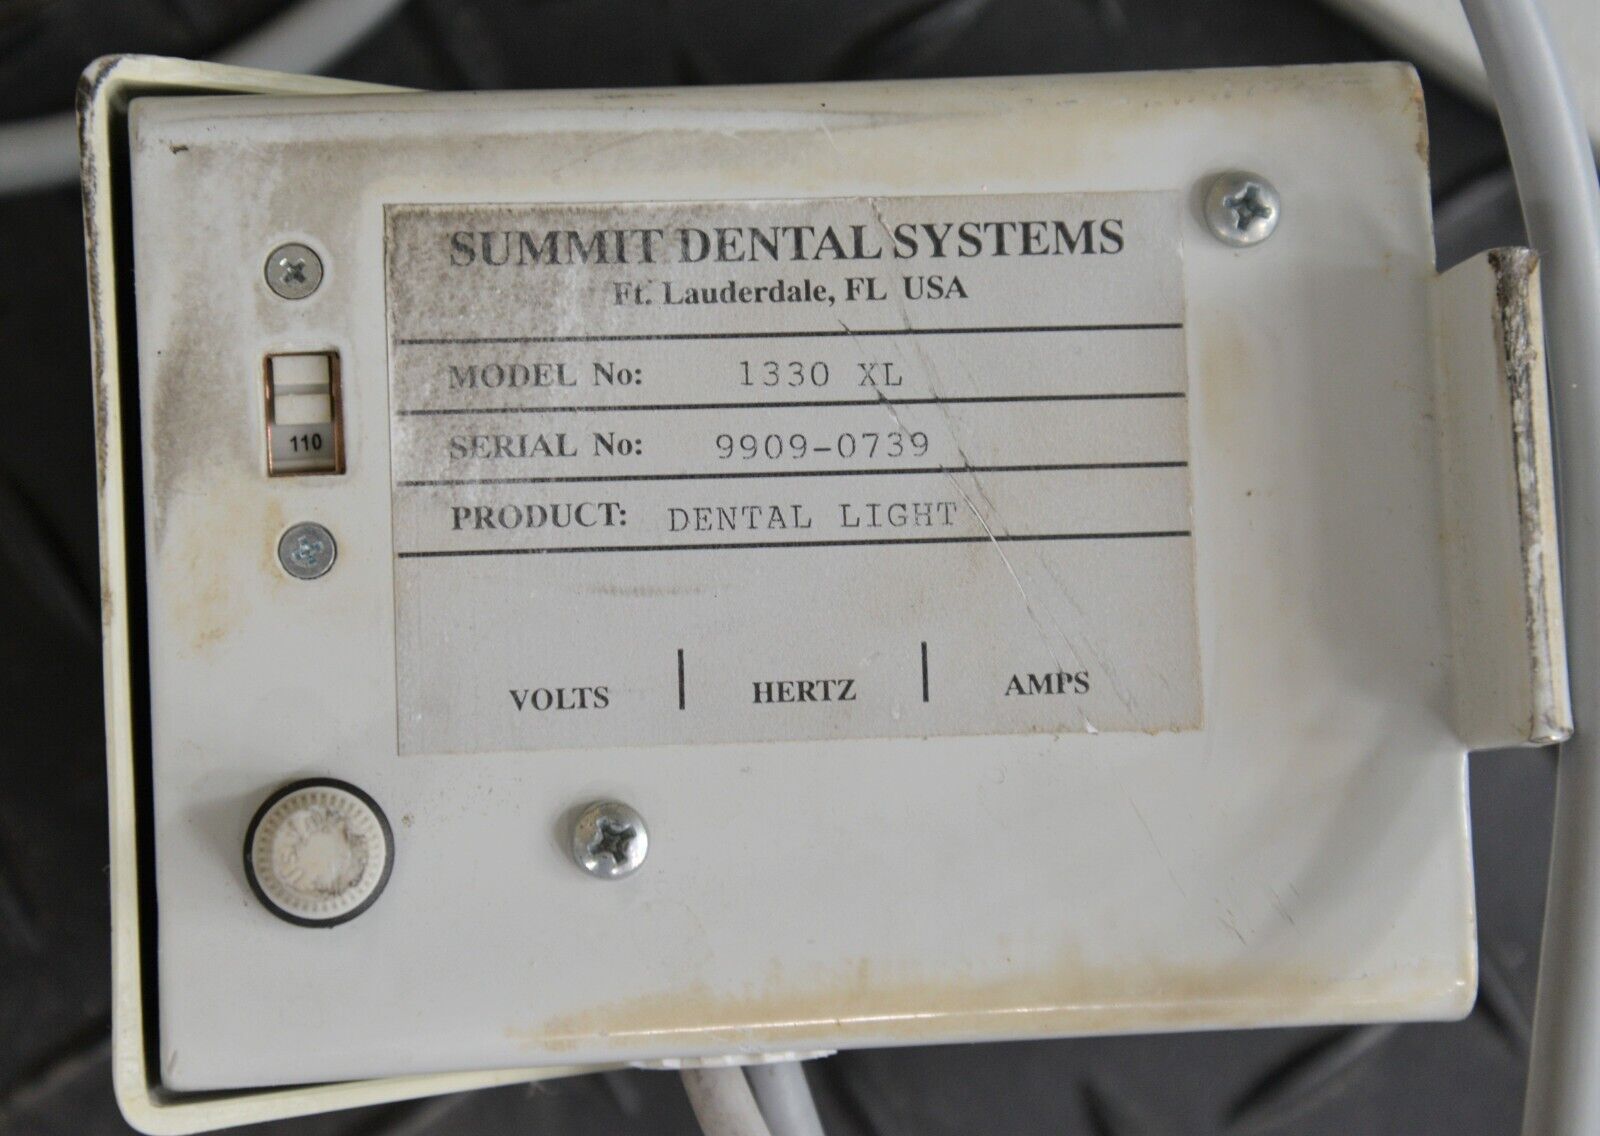 SUMMIT DENTAL SYSTEMS
Ft. Lauderdale, FL USA
MODEL No: 1330 XL
SERIAL No: 9909-0739
PRODUCT: DENTAL LIGHT
VOLTS | HERTZ | AMPS
110